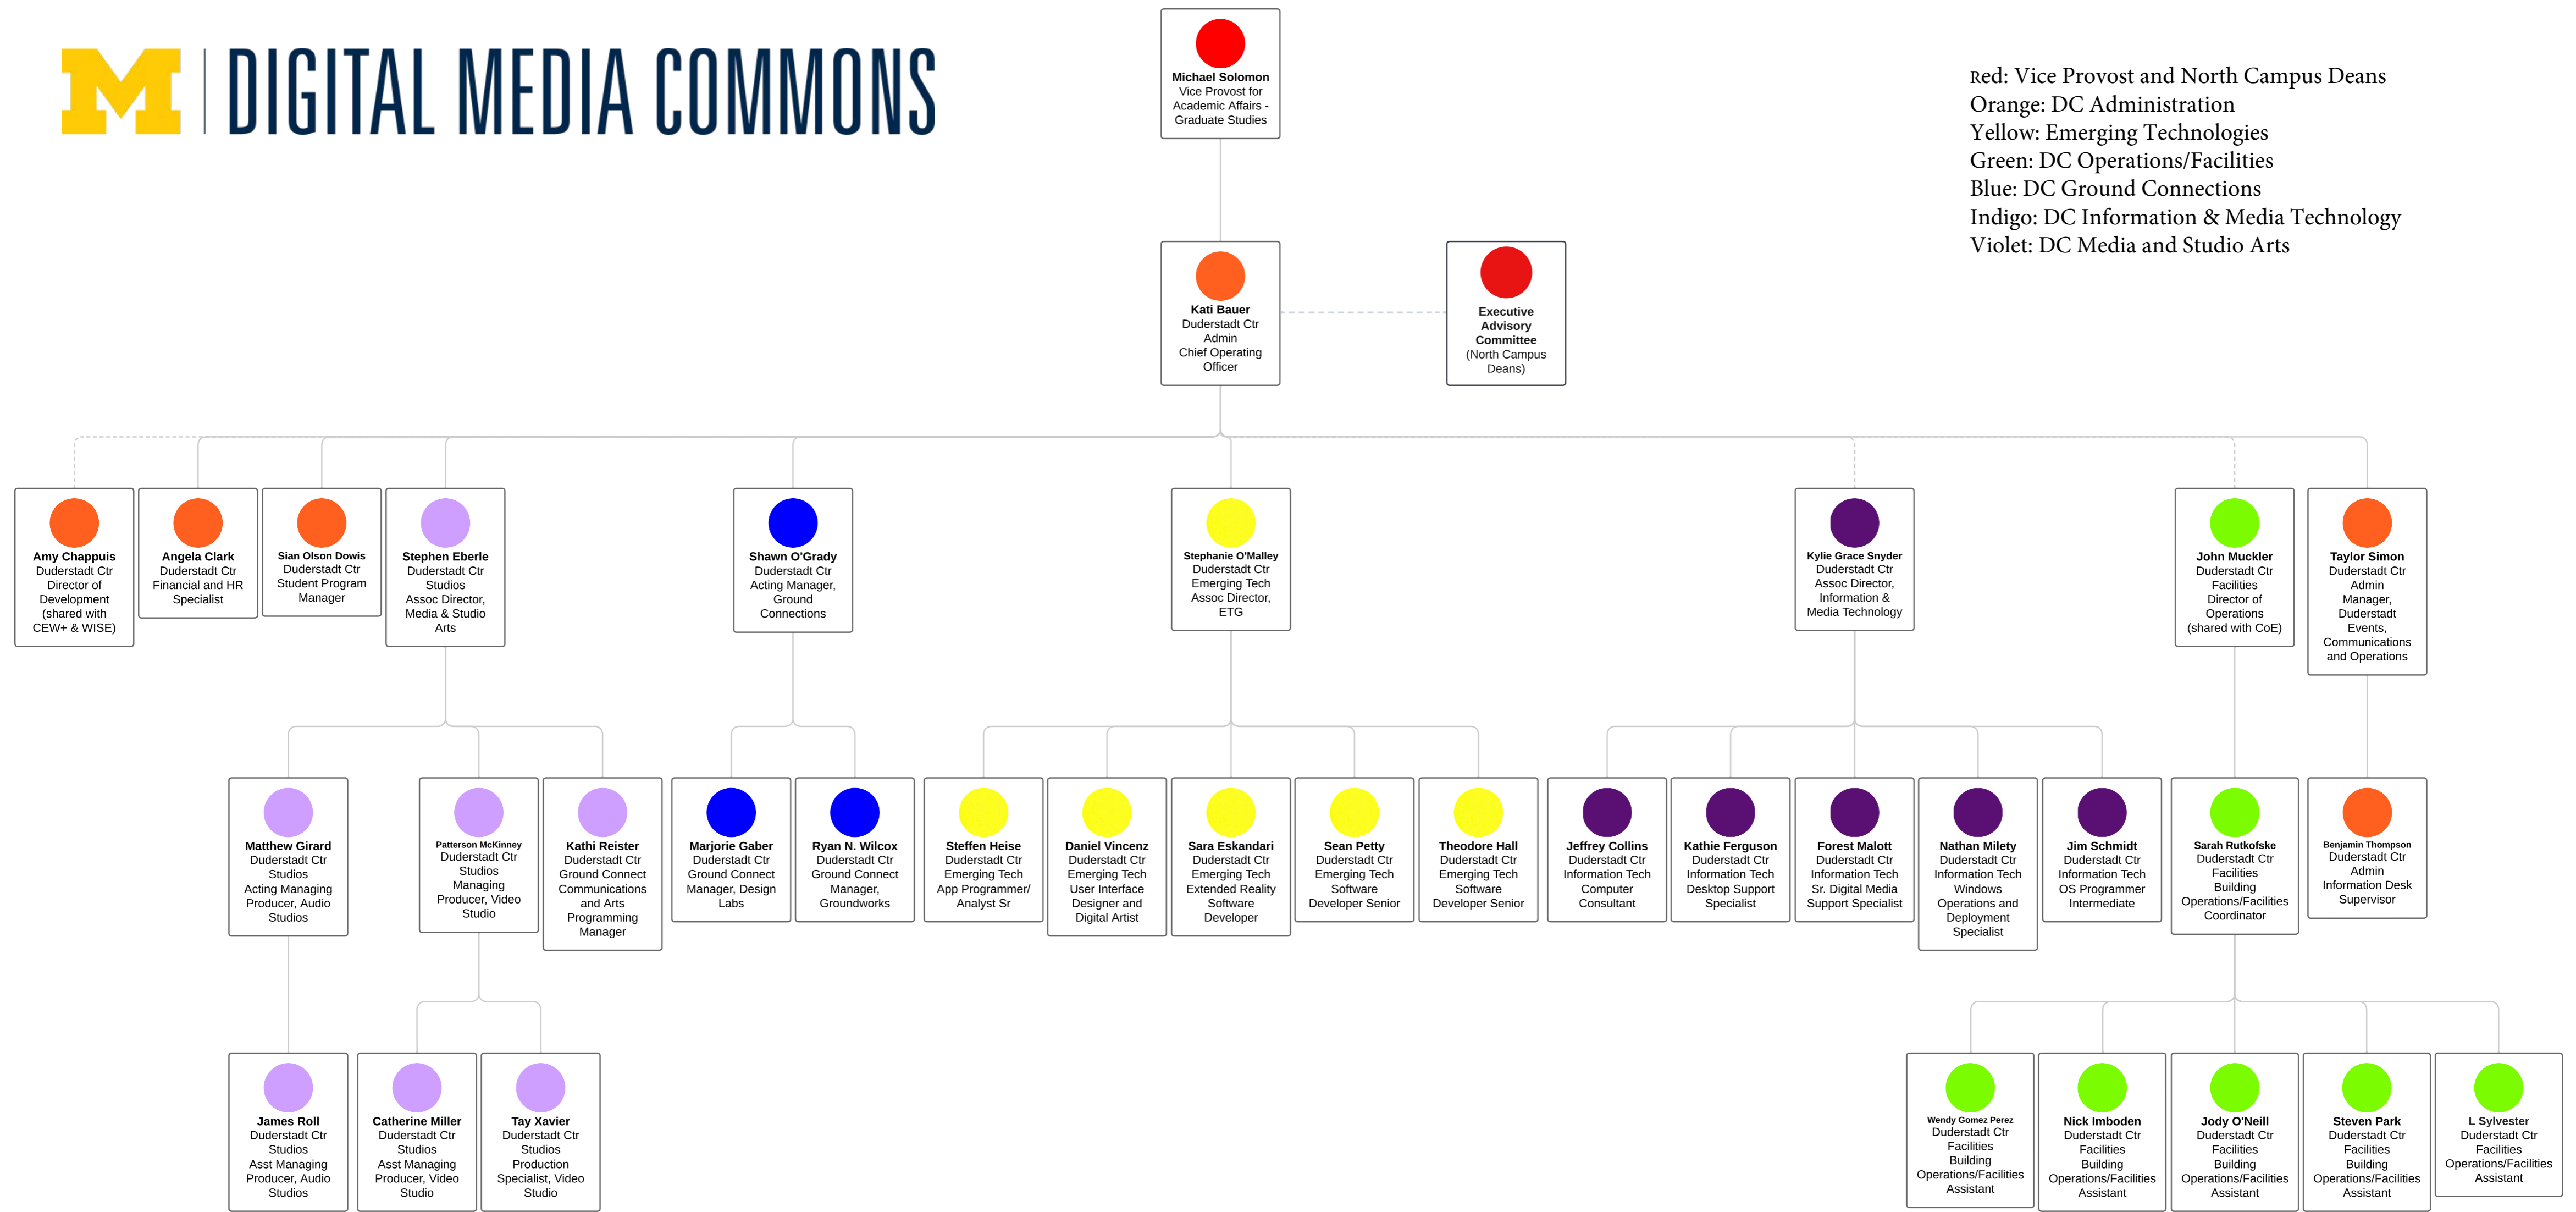 M | DIGITAL MEDIA COMMONS
Michael Solomon
Vice Provost for
Academic Affairs -
Graduate Studies
Red: Vice Provost and North Campus Deans
Orange: DC Administration
Yellow: Emerging Technologies
Green: DC Operations/Facilities
Blue: DC Ground Connections
Indigo: DC Information & Media Technology
Violet: DC Media and Studio Arts
Kati Bauer
Duderstadt Ctr
Admin
Chief Operating
Officer
Executive
Advisory
Committee
(North Campus
Deans)
Amy Chappuis
Duderstadt Ctr
Director of
Development
(shared with
CEW+ & WISE)
Angela Clark
Duderstadt Ctr
Financial and HR
Specialist
Sian Olson Dowis
Duderstadt Ctr
Student Program
Manager
Stephen Eberle
Duderstadt Ctr
Studios
Assoc Director,
Media & Studio
Arts
Shawn O'Grady
Duderstadt Ctr
Acting Manager,
Ground
Connections
Stephanie O'Malley
Duderstadt Ctr
Emerging Tech
Assoc Director,
ETG
Kylie Grace Snyder
Duderstadt Ctr
Assoc Director,
Information &
Media Technology
John Muckler
Duderstadt Ctr
Facilities
Director of
Operations
(shared with CoE)
Taylor Simon
Duderstadt Ctr
Admin
Manager,
Duderstadt
Events,
Communications
and Operations
Matthew Girard
Duderstadt Ctr
Studios
Acting Managing
Producer, Audio
Studios
Patterson McKinney
Duderstadt Ctr
Studios
Managing
Producer, Video
Studio
Kathi Reister
Duderstadt Ctr
Ground Connect
Communications
and Arts
Programming
Manager
Marjorie Gaber
Duderstadt Ctr
Ground Connect
Manager, Design
Labs
Ryan N. Wilcox
Duderstadt Ctr
Ground Connect
Manager,
Groundworks
Steffen Heise
Duderstadt Ctr
Emerging Tech
App Programmer/
Analyst Sr
Daniel Vincenz
Duderstadt Ctr
Emerging Tech
User Interface
Designer and
Digital Artist
Sara Eskandari
Duderstadt Ctr
Emerging Tech
Extended Reality
Software
Developer
Sean Petty
Duderstadt Ctr
Emerging Tech
Software
Developer Senior
Theodore Hall
Duderstadt Ctr
Emerging Tech
Software
Developer Senior
Jeffrey Collins
Duderstadt Ctr
Information Tech
Computer
Consultant
Kathie Ferguson
Duderstadt Ctr
Information Tech
Desktop Support
Specialist
Forest Malott
Duderstadt Ctr
Information Tech
Sr. Digital Media
Support Specialist
Nathan Milety
Duderstadt Ctr
Information Tech
Windows
Operations and
Deployment
Specialist
Jim Schmidt
Duderstadt Ctr
Information Tech
OS Programmer
Intermediate
Sarah Rutkofske
Duderstadt Ctr
Facilities
Building
Operations/Facilities
Coordinator
Benjamin Thompson
Duderstadt Ctr
Admin
Information Desk
Supervisor
James Roll
Duderstadt Ctr
Studios
Asst Managing
Producer, Audio
Studios
Catherine Miller
Duderstadt Ctr
Studios
Asst Managing
Producer, Video
Studio
Tay Xavier
Duderstadt Ctr
Studios
Production
Specialist, Video
Studio
Wendy Gomez Perez
Duderstadt Ctr
Facilities
Building
Operations/Facilities
Assistant
Nick Imboden
Duderstadt Ctr
Facilities
Building
Operations/Facilities
Assistant
Jody O'Neill
Duderstadt Ctr
Facilities
Building
Operations/Facilities
Assistant
Steven Park
Duderstadt Ctr
Facilities
Building
Operations/Facilities
Assistant
L Sylvester
Duderstadt Ctr
Facilities
Operations/Facilities
Assistant